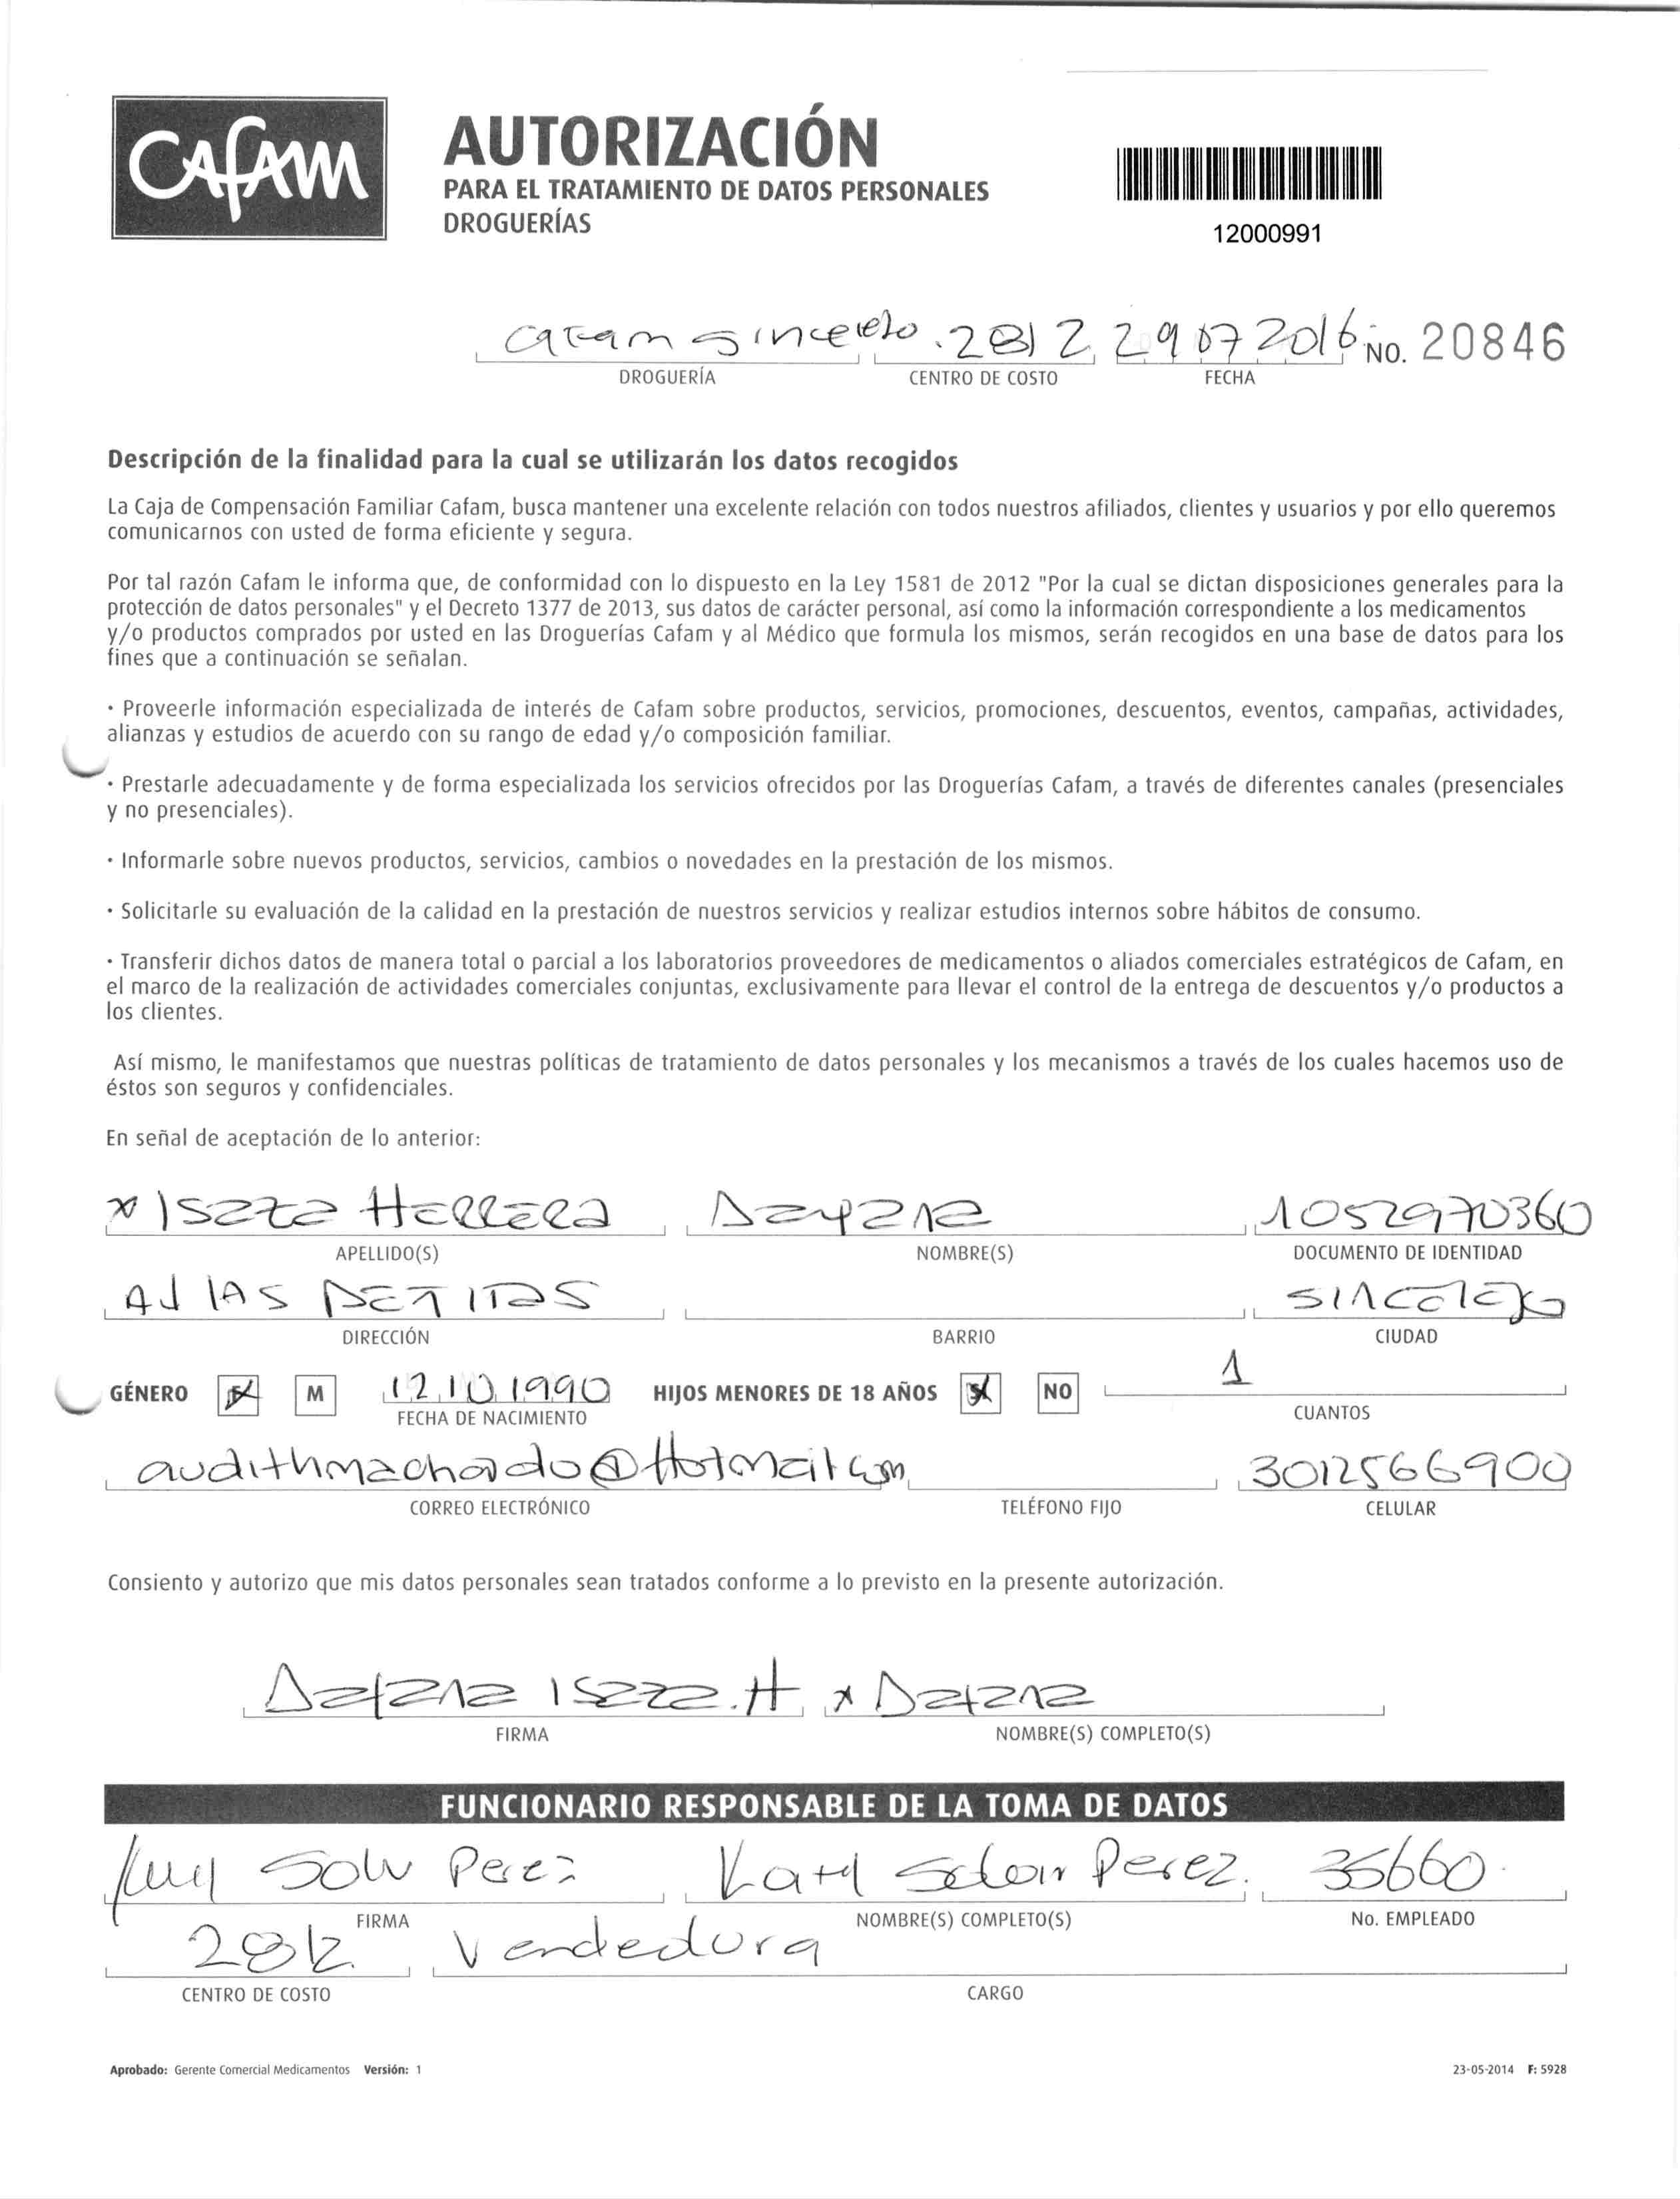 Cafam
AUTORIZACIÓN
PARA EL TRATAMIENTO DE DATOS PERSONALES
DROGUERÍAS
12000991
Cafam Sincelejo 2812 29 07 2016 No. 20846
DROGUERÍA CENTRO DE COSTO FECHA
Descripción de la finalidad para la cual se utilizarán los datos recogidos
La Caja de Compensación Familiar Cafam, busca mantener una excelente relación con todos nuestros afiliados, clientes y usuarios y por ello queremos
comunicarnos con usted de forma eficiente y segura.
Por tal razón Cafam le informa que, de conformidad con lo dispuesto en la Ley 1581 de 2012 "Por la cual se dictan disposiciones generales para la
protección de datos personales" y el Decreto 1377 de 2013, sus datos de carácter personal, así como la información correspondiente a los medicamentos
y/o productos comprados por usted en las Droguerías Cafam y al Médico que formula los mismos, serán recogidos en una base de datos para los
fines que a continuación se señalan.
· Proveerle información especializada de interés de Cafam sobre productos, servicios, promociones, descuentos, eventos, campañas, actividades,
alianzas y estudios de acuerdo con su rango de edad y/o composición familiar.
· Prestarle adecuadamente y de forma especializada los servicios ofrecidos por las Droguerías Cafam, a través de diferentes canales (presenciales
y no presenciales).
· Informarle sobre nuevos productos, servicios, cambios o novedades en la prestación de los mismos.
· Solicitarle su evaluación de la calidad en la prestación de nuestros servicios y realizar estudios internos sobre hábitos de consumo.
· Transferir dichos datos de manera total o parcial a los laboratorios proveedores de medicamentos o aliados comerciales estratégicos de Cafam, en
el marco de la realización de actividades comerciales conjuntas, exclusivamente para llevar el control de la entrega de descuentos y/o productos a
los clientes.
Así mismo, le manifestamos que nuestras políticas de tratamiento de datos personales y los mecanismos a través de los cuales hacemos uso de
éstos son seguros y confidenciales.
En señal de aceptación de lo anterior:
x Isaza Herrera Dayana 1052970360
APELLIDO(S) NOMBRE(S) DOCUMENTO DE IDENTIDAD
las Sincelejo
DIRECCIÓN BARRIO CIUDAD
GÉNERO F M 12 10 1990 HIJOS MENORES DE 18 AÑOS SI NO 1
FECHA DE NACIMIENTO CUANTOS
audithmachado@Hotmail.com 3012566900
CORREO ELECTRÓNICO TELÉFONO FIJO CELULAR
Consiento y autorizo que mis datos personales sean tratados conforme a lo previsto en la presente autorización.
Dayana Isaza.H x Dayana
FIRMA NOMBRE(S) COMPLETO(S)
FUNCIONARIO RESPONSABLE DE LA TOMA DE DATOS
Perez Katy Perez. 35660
FIRMA NOMBRE(S) COMPLETO(S) No. EMPLEADO
2812 Vendedora
CENTRO DE COSTO CARGO
Aprobado: Gerente Comercial Medicamentos Versión: 1 23-05-2014 F: 5928